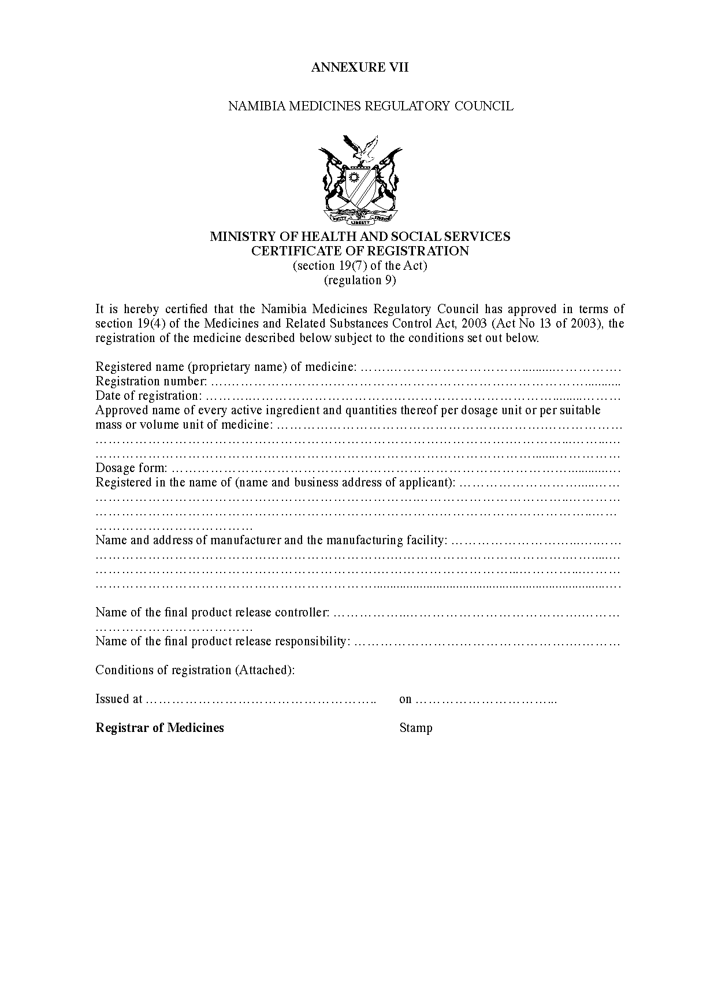 ANNEXURE VII
NAMIBIA MEDICINES REGULATORY COUNCIL
UNITY LIBERTY JUSTICE
MINISTRY OF HEALTH AND SOCIAL SERVICES
CERTIFICATE OF REGISTRATION
(section 19(7) of the Act)
(regulation 9)
It is hereby certified that the Namibia Medicines Regulatory Council has approved in terms of
section 19(4) of the Medicines and Related Substances Control Act, 2003 (Act No 13 of 2003), the
registration of the medicine described below subject to the conditions set out below.
Registered name (proprietary name) of medicine: ……………………………………………
Registration number: ……………………………………………………………………
Date of registration: ……………………………………………………………………
Approved name of every active ingredient and quantities thereof per dosage unit or per suitable
mass or volume unit of medicine: …………………………………………………………
……………………………………………………………………………………………
……………………………………………………………………………………………
Dosage form: ……………………………………………………………………………
Registered in the name of (name and business address of applicant): ……………………………
……………………………………………………………………………………………
……………………………………………………………………………………………
………………………………
Name and address of manufacturer and the manufacturing facility: ………………………………
……………………………………………………………………………………………
……………………………………………………………………………………………
……………………………………………………………………………………………
Name of the final product release controller: ………………………………………………
………………………………
Name of the final product release responsibility: ……………………………………………
Conditions of registration (Attached):
Issued at …………………………………………….. on …………………………...
Registrar of Medicines Stamp